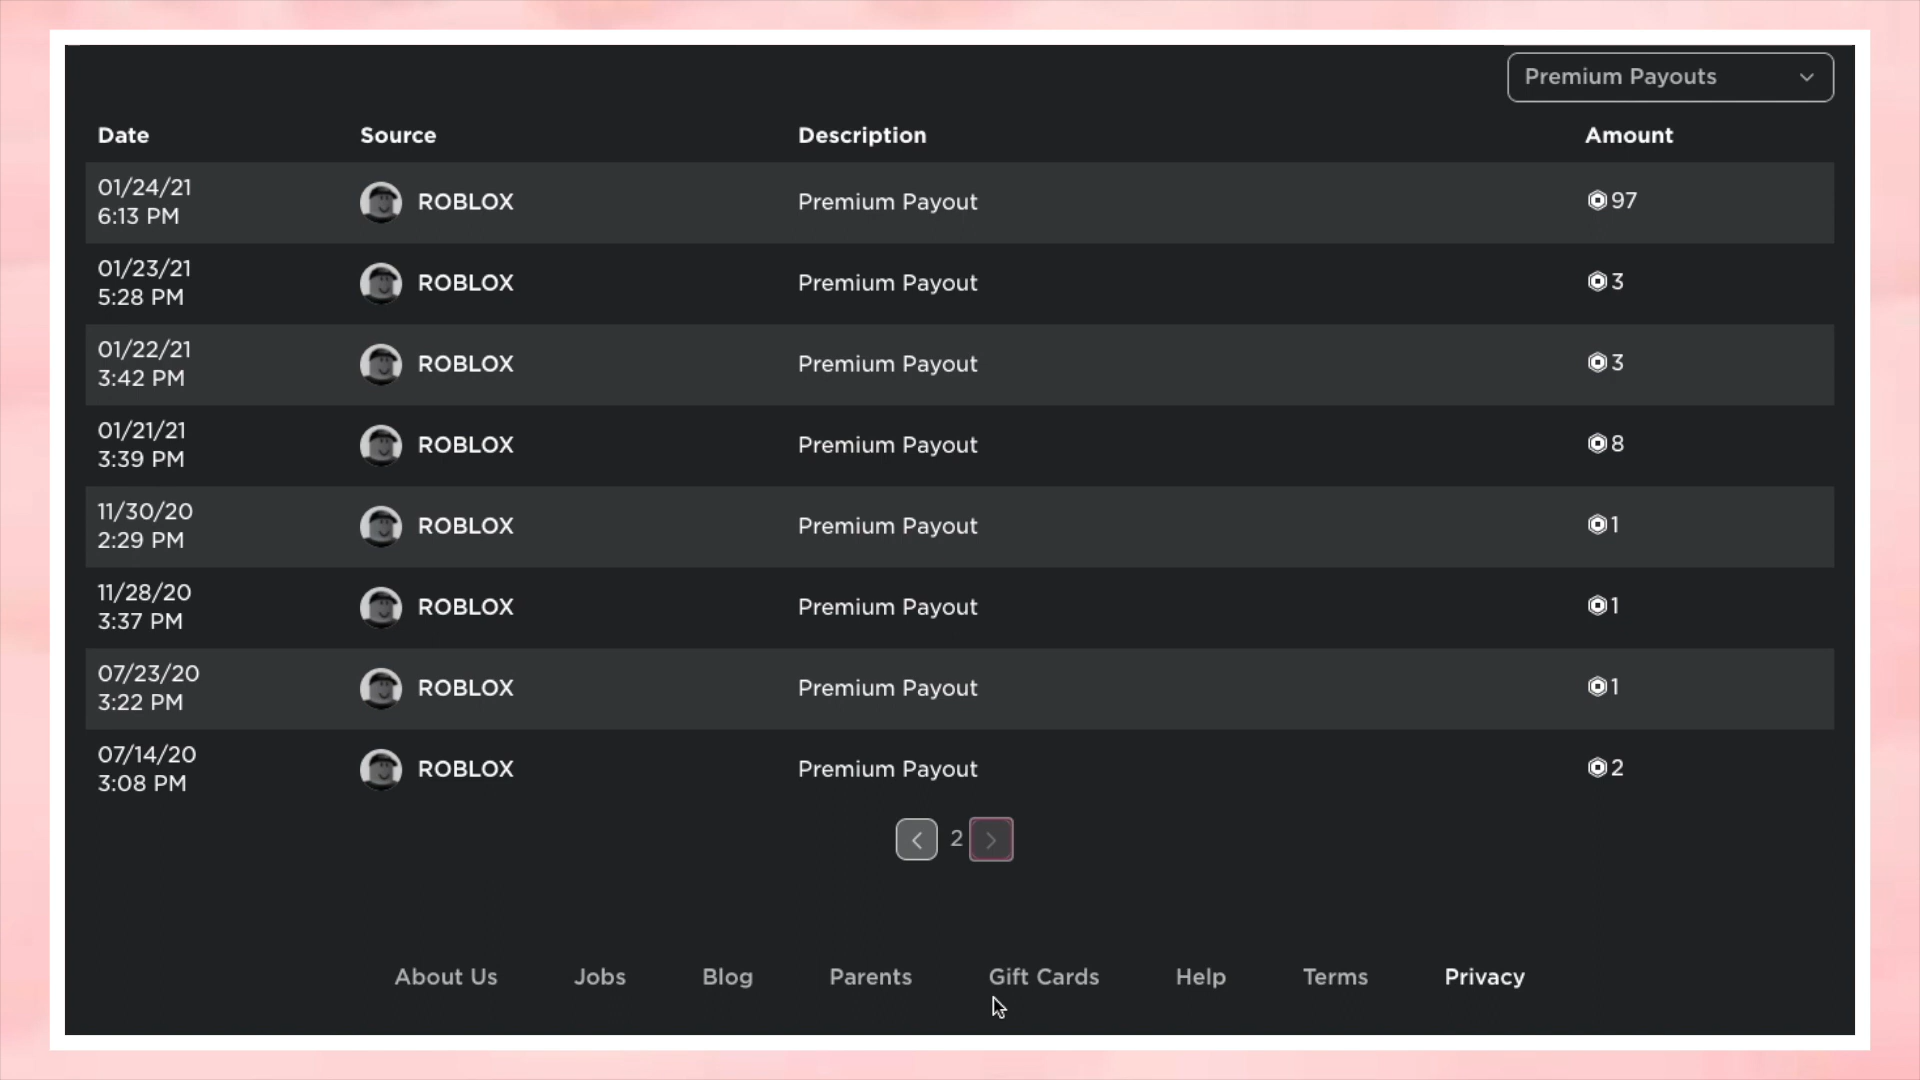 Premium Payouts
Date Source Description Amount
01/24/21
6:13 PM
ROBLOX Premium Payout 97
01/23/21
5:28 PM
ROBLOX Premium Payout 3
01/22/21
3:42 PM
ROBLOX Premium Payout 3
01/21/21
3:39 PM
ROBLOX Premium Payout 8
11/30/20
2:29 PM
ROBLOX Premium Payout 1
11/28/20
3:37 PM
ROBLOX Premium Payout 1
07/23/20
3:22 PM
ROBLOX Premium Payout 1
07/14/20
3:08 PM
ROBLOX Premium Payout 2
2
About Us Jobs Blog Parents Gift Cards Help Terms Privacy